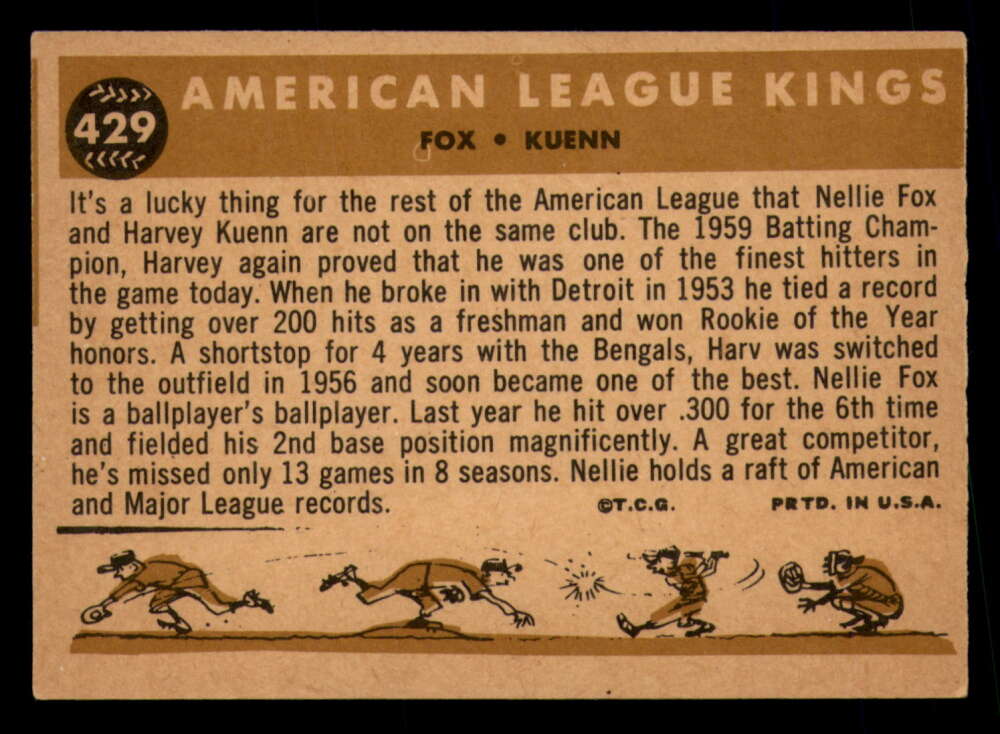 429
AMERICAN LEAGUE KINGS
FOX • KUENN
It's a lucky thing for the rest of the American League that Nellie Fox
and Harvey Kuenn are not on the same club. The 1959 Batting Cham-
pion, Harvey again proved that he was one of the finest hitters in
the game today. When he broke in with Detroit in 1953 he tied a record
by getting over 200 hits as a freshman and won Rookie of the Year
honors. A shortstop for 4 years with the Bengals, Harv was switched
to the outfield in 1956 and soon became one of the best. Nellie Fox
is a ballplayer's ballplayer. Last year he hit over .300 for the 6th time
and fielded his 2nd base position magnificently. A great competitor,
he's missed only 13 games in 8 seasons. Nellie holds a raft of American
and Major League records. ©T.C.G. PRTD. IN U.S.A.